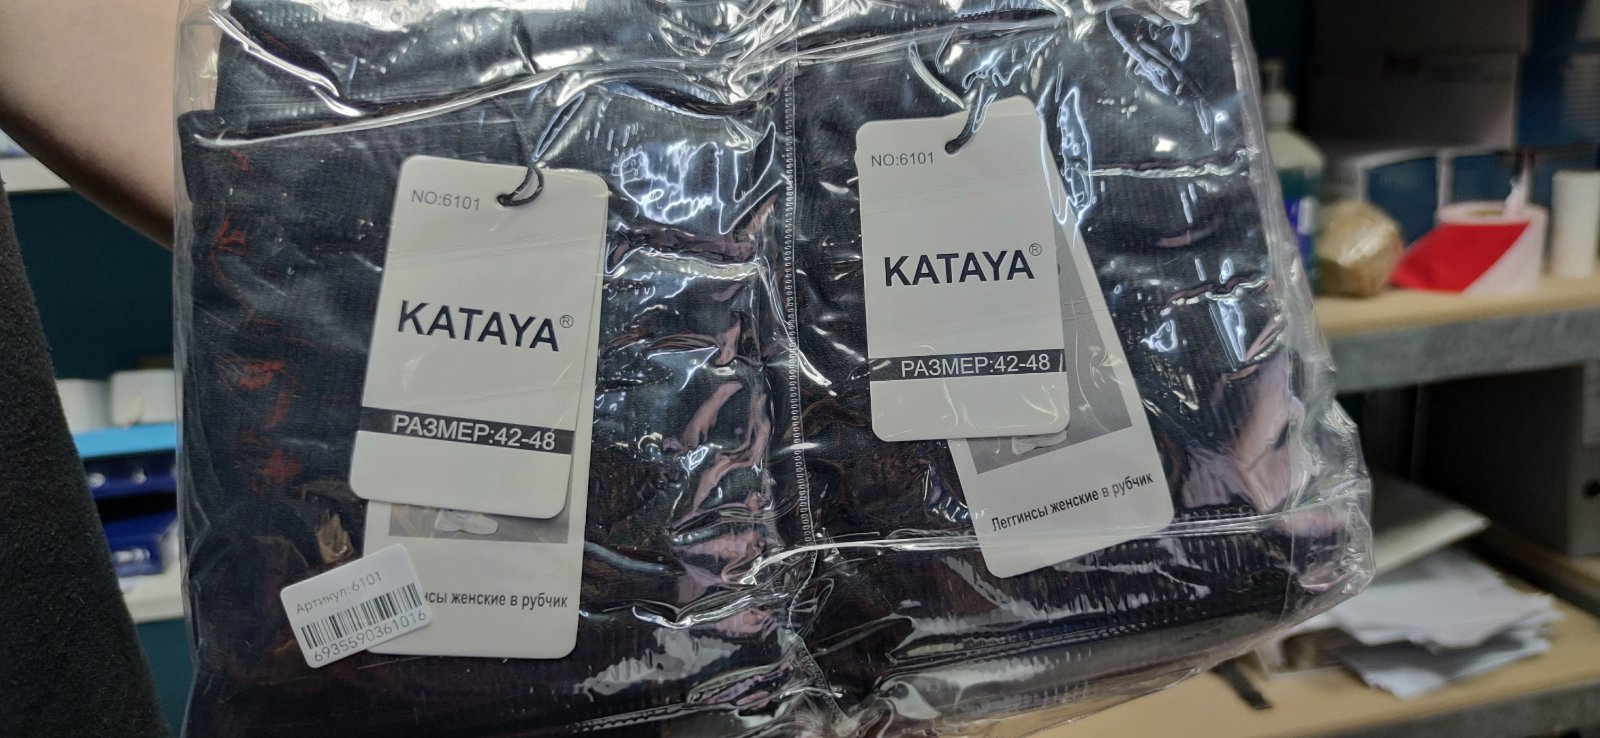 NO:6101
KATAYA®
РАЗМЕР:42-48
нсы женские в рубчик
Артикул: 6101
6935590361016
NO:6101
KATAYA®
РАЗМЕР:42-48
Леггинсы женские в рубчик